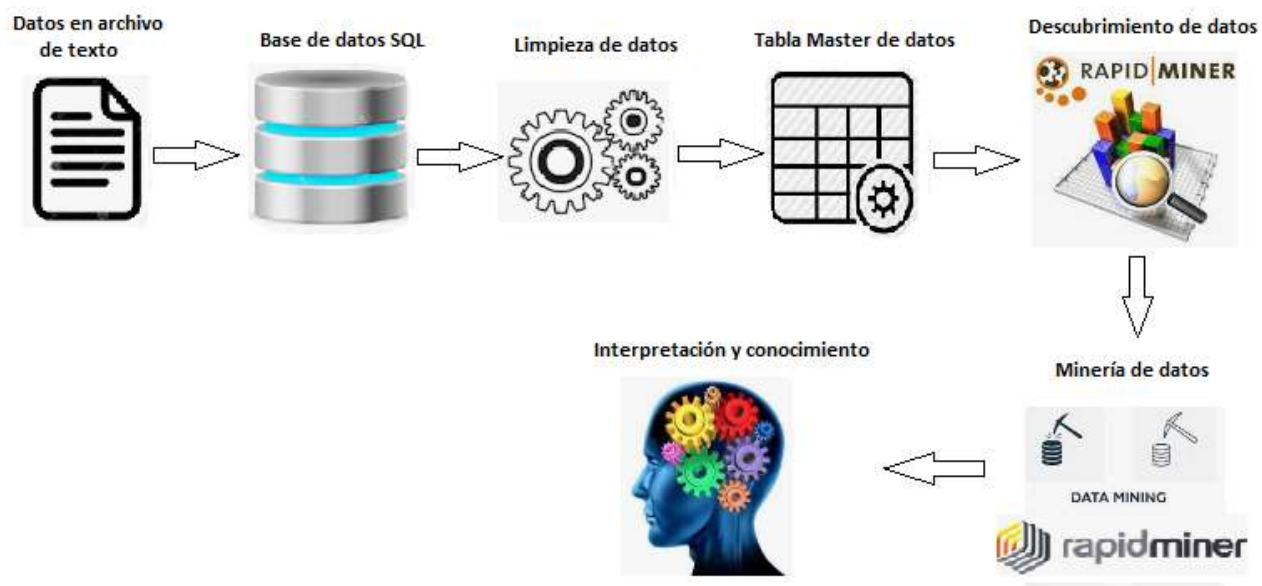 Datos en archivo
de texto
Base de datos SQL
Limpieza de datos
Tabla Master de datos
Descubrimiento de datos
RAPID MINER
Minería de datos
DATA MINING
rapidminer
Interpretación y conocimiento